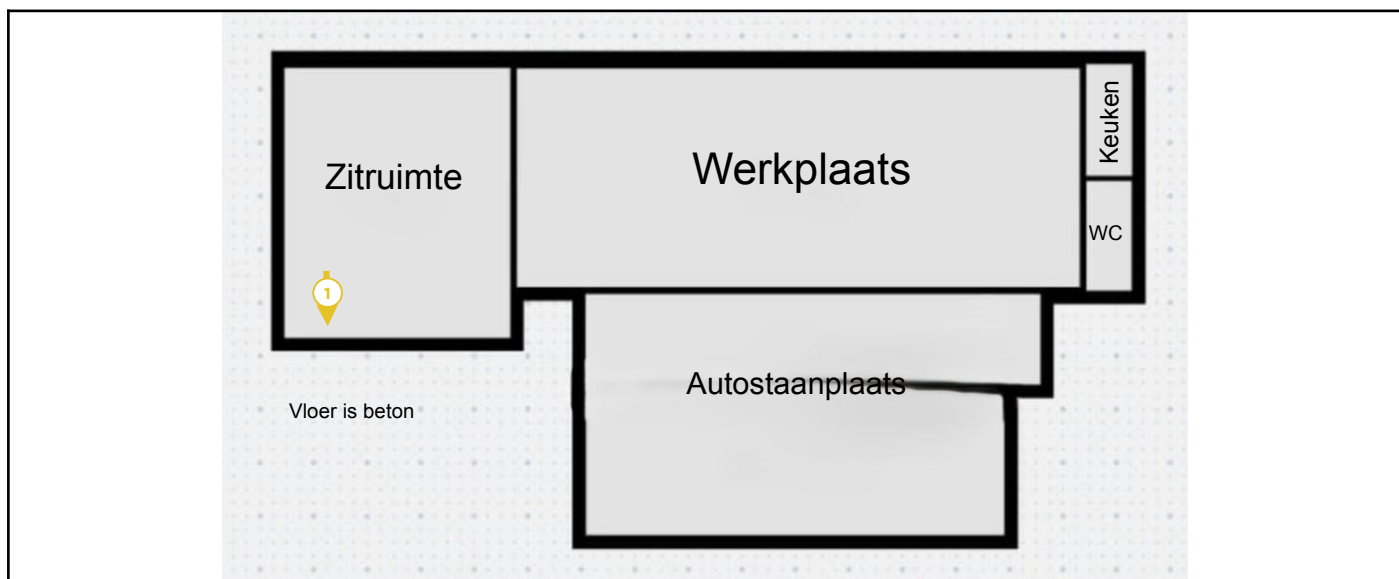 Keuken
Werkplaats
Zitruimte
WC
1
Autostaanplaats
Vloer is beton